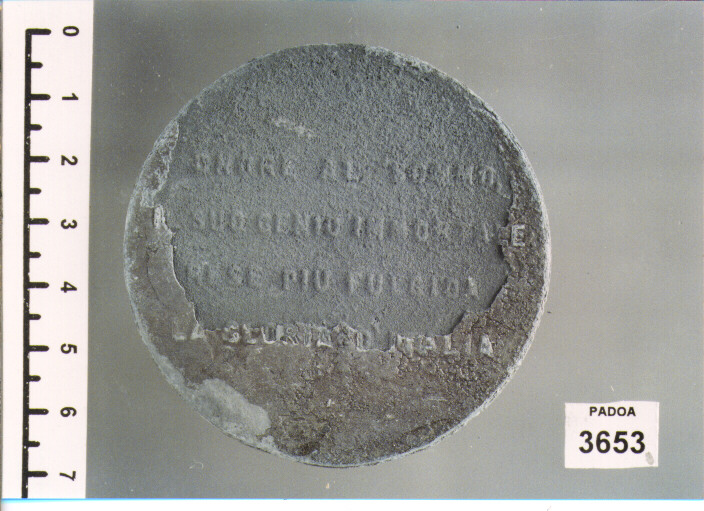 0
1
2
3
4
5
6
7
ONORE AL SOMMO
SUO GENIO IMMORTALE
RESE PIU FULGIDA
LA GLORIA D'ITALIA
PADOA
3653